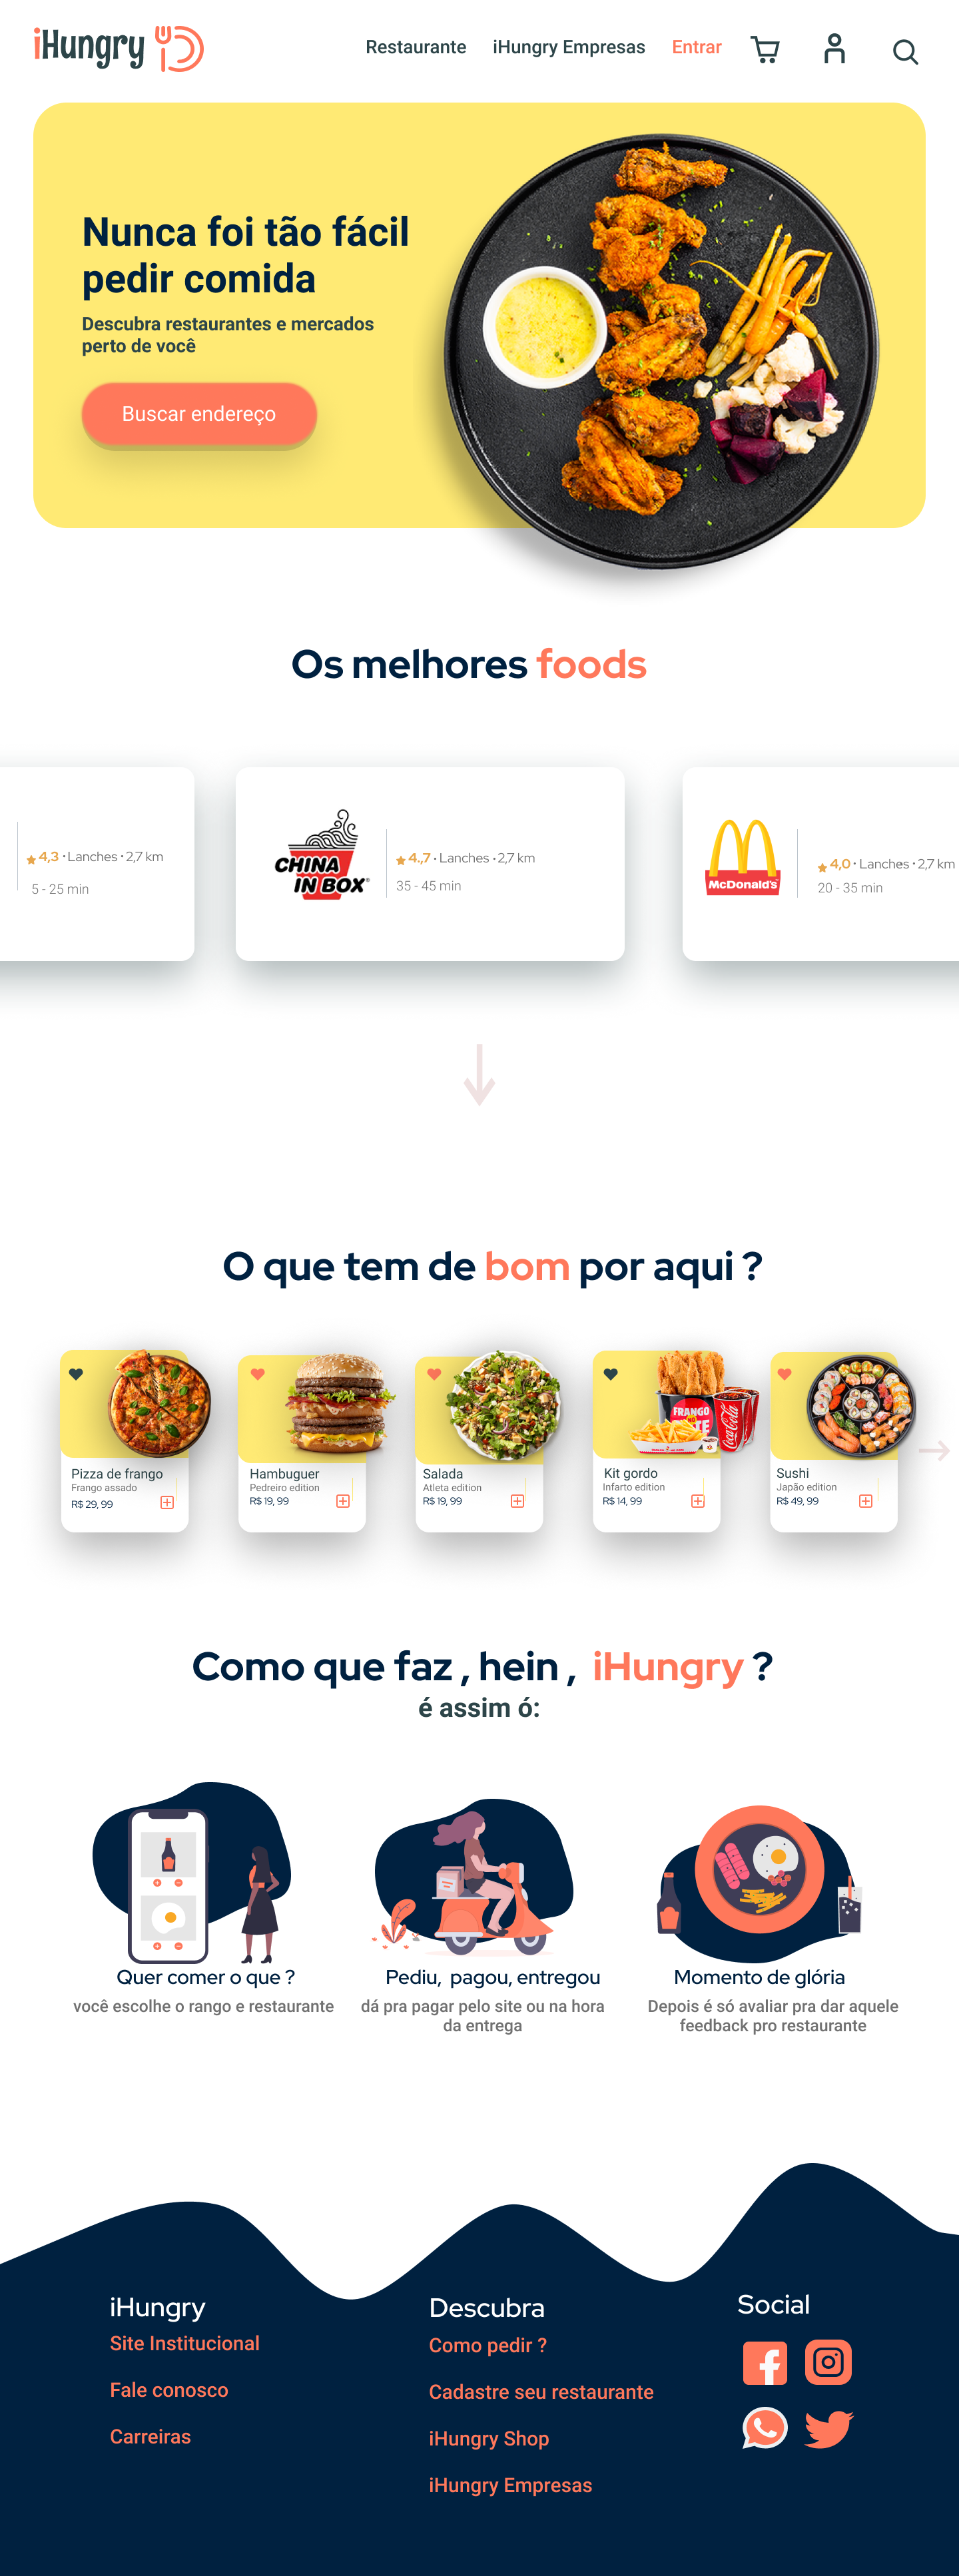 iHungry
Restaurante iHungry Empresas Entrar
Nunca foi tão fácil
pedir comida
Descubra restaurantes e mercados
perto de você
Buscar endereço
Os melhores foods
4,3 • Lanches • 2,7 km
5 - 25 min
CHINA
IN BOX®
4.,7 • Lanches • 2,7 km
35 - 45 min
McDonald's
4,0 • Lanches • 2,7 km
20 - 35 min
O que tem de bom por aqui ?
Pizza de frango
Frango assado
R$ 29, 99
Hambuguer
Pedreiro edition
R$ 19, 99
Salada
Atleta edition
R$ 19, 99
FRANGO
Coca-Cola
Kit gordo
Infarto edition
R$ 14, 99
Sushi
Japão edition
R$ 49, 99
Como que faz , hein , iHungry ?
é assim ó:
Quer comer o que ?
você escolhe o rango e restaurante
Pediu, pagou, entregou
dá pra pagar pelo site ou na hora
da entrega
Momento de glória
Depois é só avaliar pra dar aquele
feedback pro restaurante
iHungry
Site Institucional
Fale conosco
Carreiras
Descubra
Como pedir ?
Cadastre seu restaurante
iHungry Shop
iHungry Empresas
Social